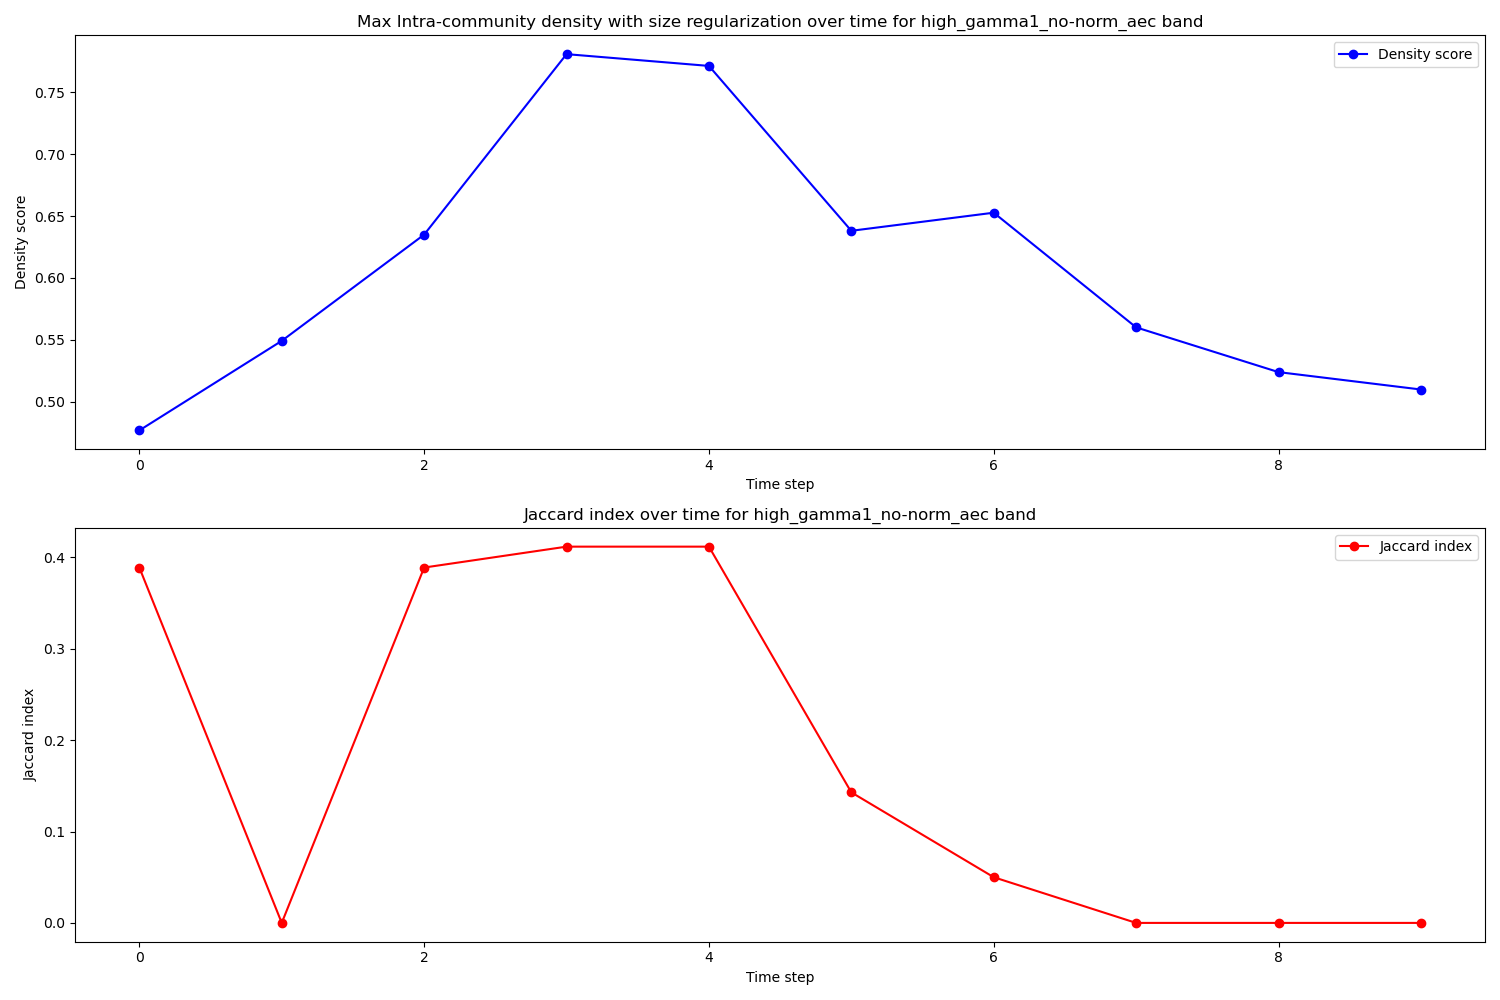 Max Intra-community density with size regularization over time for high_gamma1_no-norm_aec band
Density score
0.75
0.70
0.65
0.60
0.55
0.50
Density score
0 2 4 6 8
Time step
Jaccard index over time for high_gamma1_no-norm_aec band
Jaccard index
0.4
0.3
0.2
0.1
0.0
Jaccard index
0 2 4 6 8
Time step